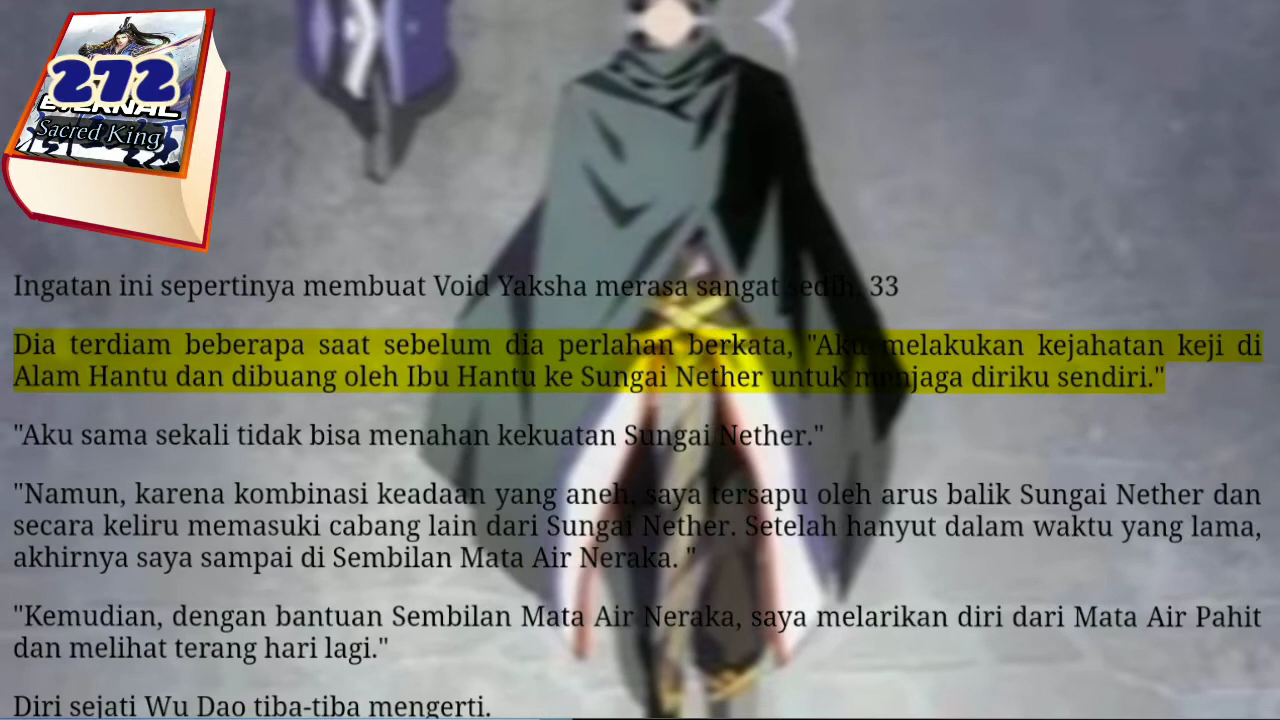 272
ETERNAL
Sacred King
Ingatan ini sepertinya membuat Void Yaksha merasa sangat sedih. 33
Dia terdiam beberapa saat sebelum dia perlahan berkata, "Aku melakukan kejahatan keji di
Alam Hantu dan dibuang oleh Ibu Hantu ke Sungai Nether untuk menjaga diriku sendiri."
"Aku sama sekali tidak bisa menahan kekuatan Sungai Nether."
"Namun, karena kombinasi keadaan yang aneh, saya tersapu oleh arus balik Sungai Nether dan
secara keliru memasuki cabang lain dari Sungai Nether. Setelah hanyut dalam waktu yang lama,
akhirnya saya sampai di Sembilan Mata Air Neraka. "
"Kemudian, dengan bantuan Sembilan Mata Air Neraka, saya melarikan diri dari Mata Air Pahit
dan melihat terang hari lagi."
Diri sejati Wu Dao tiba-tiba mengerti.